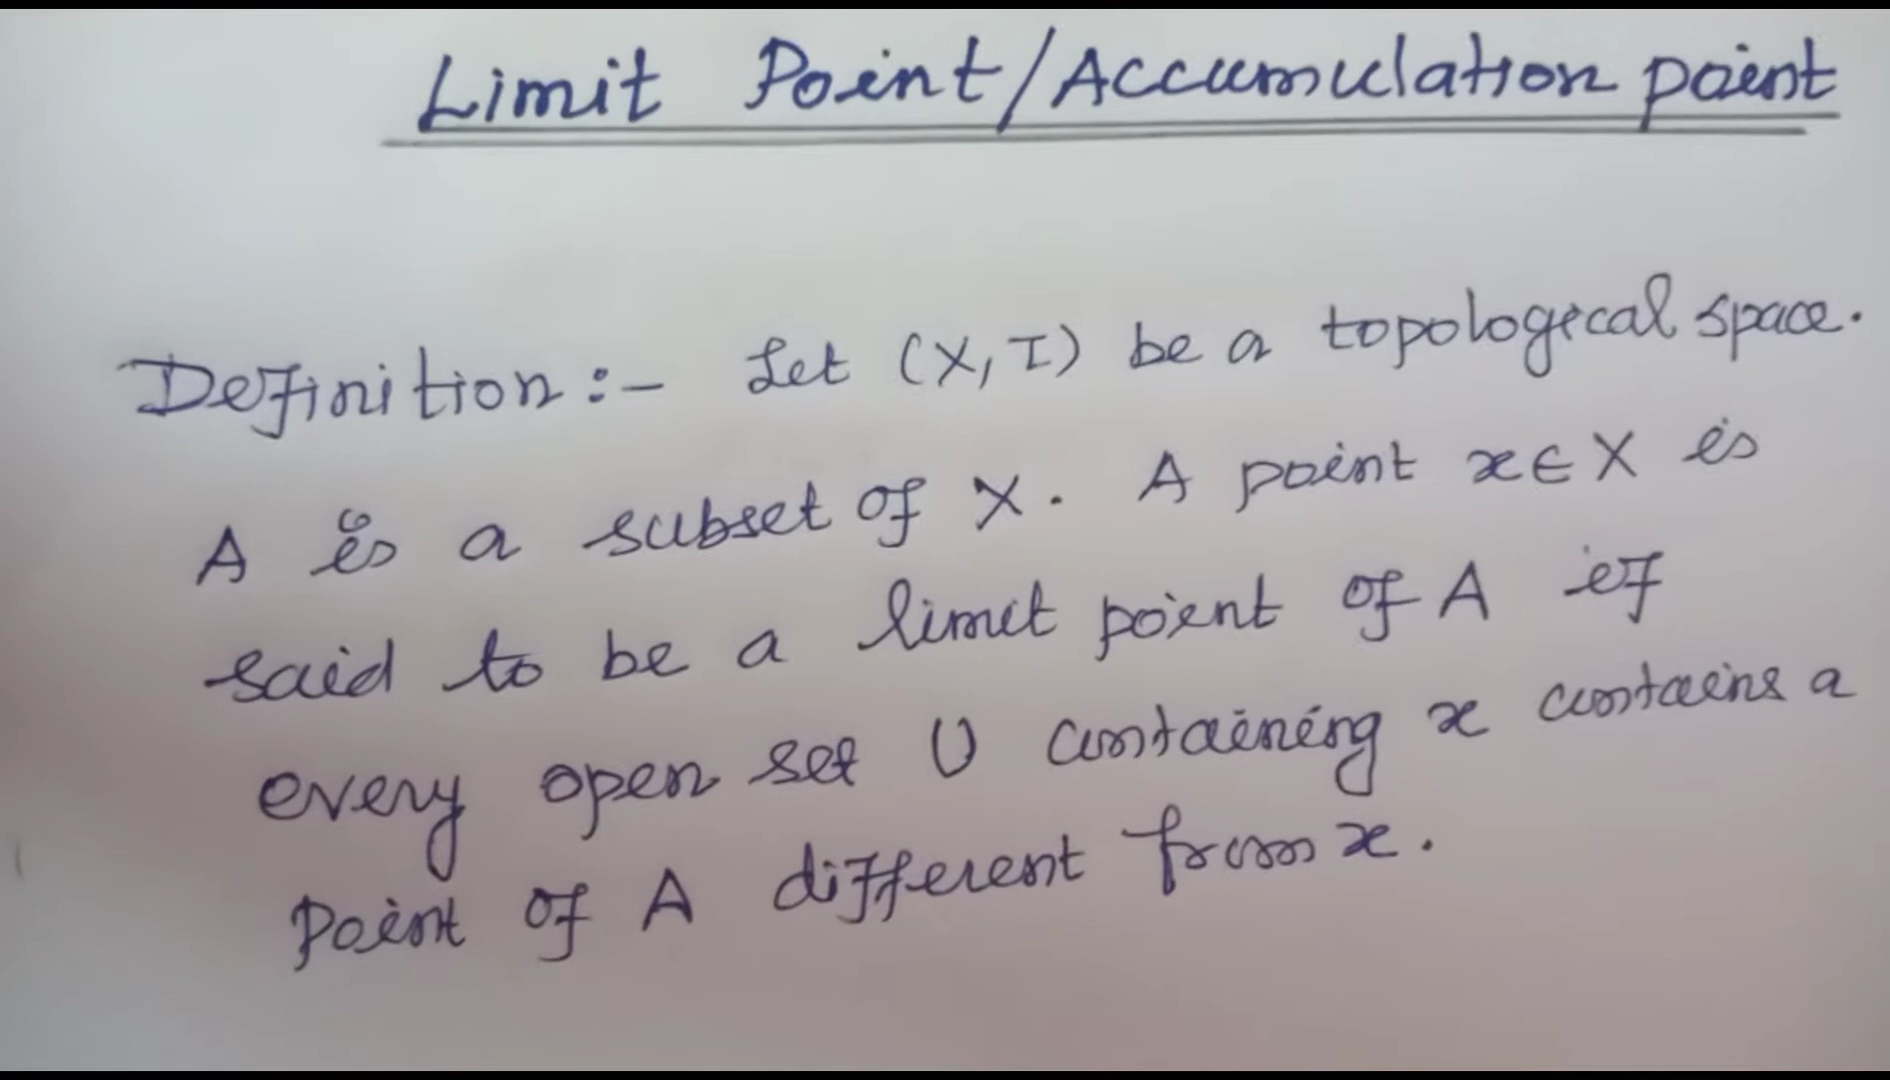 Limit Point/Accumulation point
Definition:- Let (X, T) be a topological space.
A is a subset of X. A point x∈X is
said to be a limit point of A if
every open set U containing x contains a
Point of A different from x.